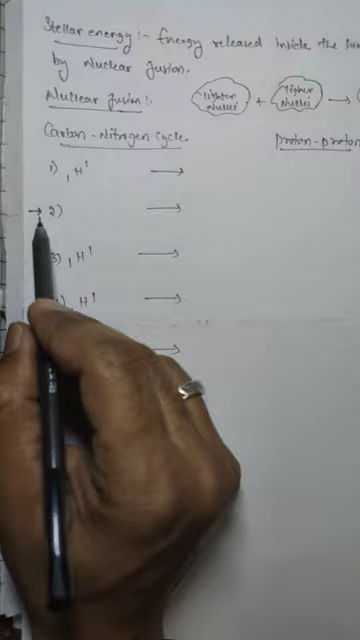 Stellar energy :- Energy released inside the sun
by Nuclear fusion.
Nuclear fusion :- lighter Nuclei + lighter Nuclei →
Carbon-Nitrogen Cycle
Proton-proton
1) ₁H¹ →
→ 2) →
3) ₁H¹ →
) ₁H¹ →
→